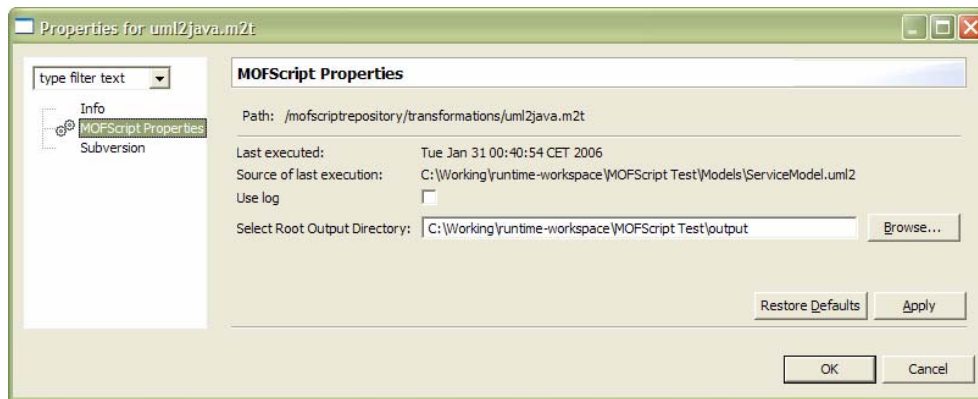 Properties for uml2java.m2t
type filter text
Info
MOFScript Properties
Subversion
MOFScript Properties
Path: /mofscriptrepository/transformations/uml2java.m2t
Last executed: Tue Jan 31 00:40:54 CET 2006
Source of last execution: C:\Working\runtime-workspace\MOFScript Test\Models\ServiceModel.uml2
Use log
Select Root Output Directory: C:\Working\runtime-workspace\MOFScript Test\output Browse...
Restore Defaults Apply
OK Cancel